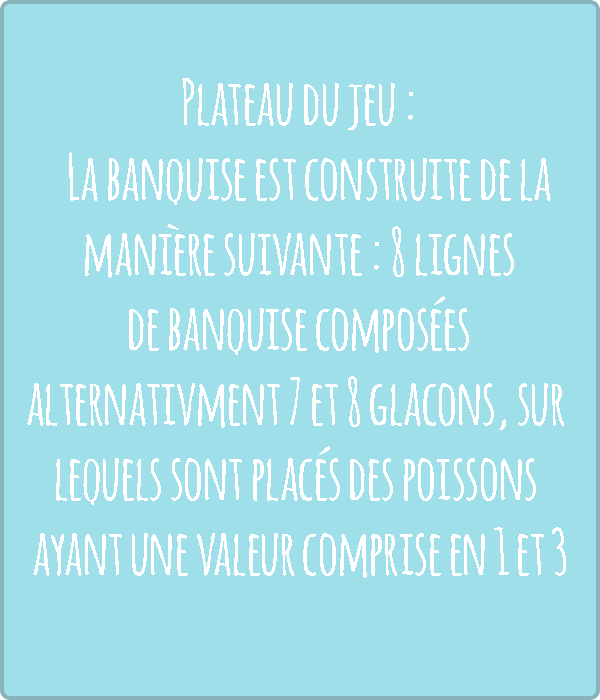 Plateau du jeu :
La banquise est construite de la
manière suivante : 8 lignes
de banquise composées
alternativment 7 et 8 glacons, sur
lequels sont placés des poissons
ayant une valeur comprise en 1 et 3